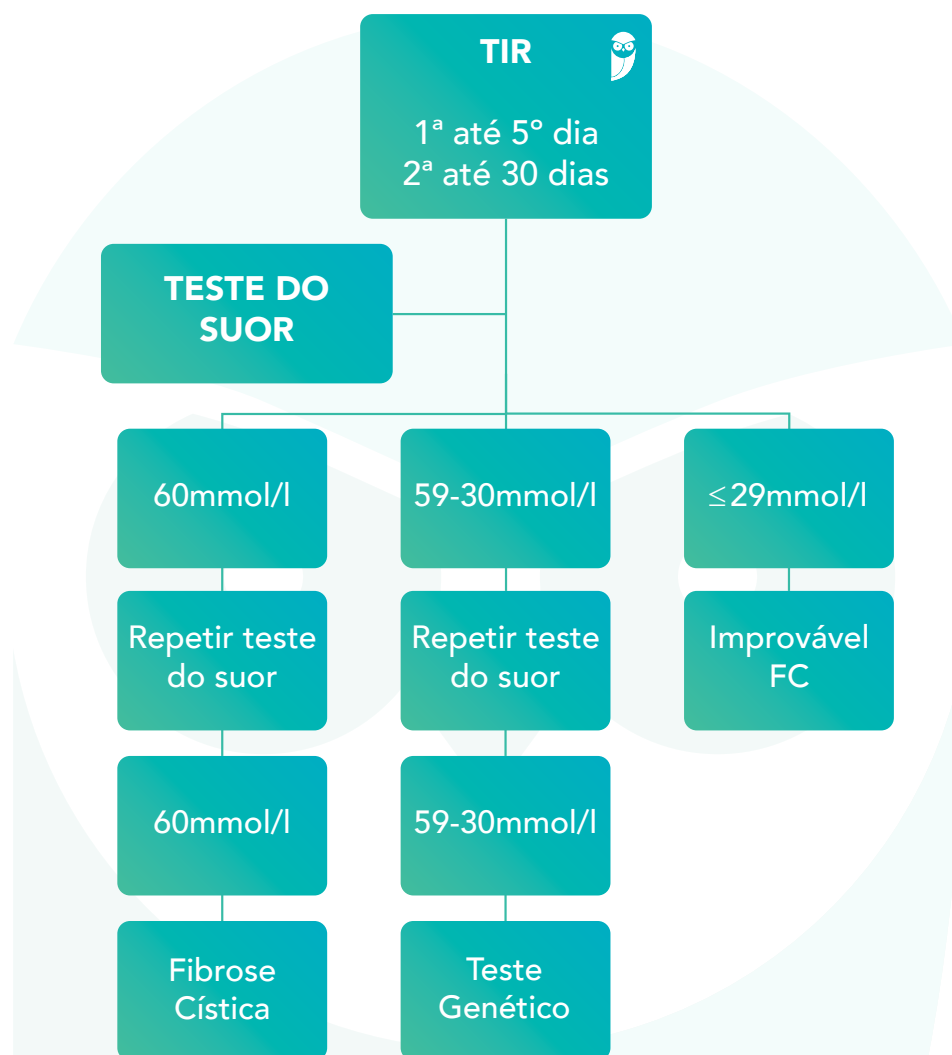 TIR
1ª até 5º dia
2ª até 30 dias
TESTE DO
SUOR
60mmol/l
59-30mmol/l
≤29mmol/l
Repetir teste
do suor
Repetir teste
do suor
Improvável
FC
60mmol/l
59-30mmol/l
Fibrose
Cística
Teste
Genético